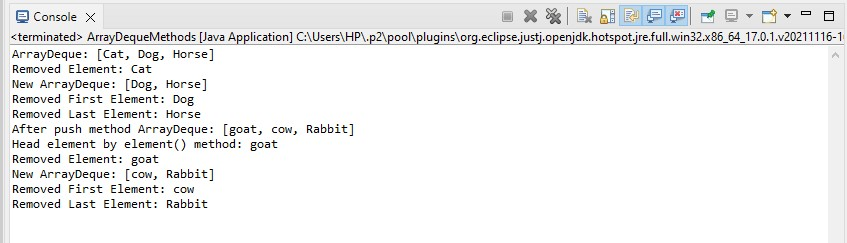 Console
<terminated> ArrayDequeMethods [Java Application] C:\Users\HP\.p2\pool\plugins\org.eclipse.justj.openjdk.hotspot.jre.full.win32.x86_64_17.0.1.v20211116-1
ArrayDeque: [Cat, Dog, Horse]
Removed Element: Cat
New ArrayDeque: [Dog, Horse]
Removed First Element: Dog
Removed Last Element: Horse
After push method ArrayDeque: [goat, cow, Rabbit]
Head element by element() method: goat
Removed Element: goat
New ArrayDeque: [cow, Rabbit]
Removed First Element: cow
Removed Last Element: Rabbit